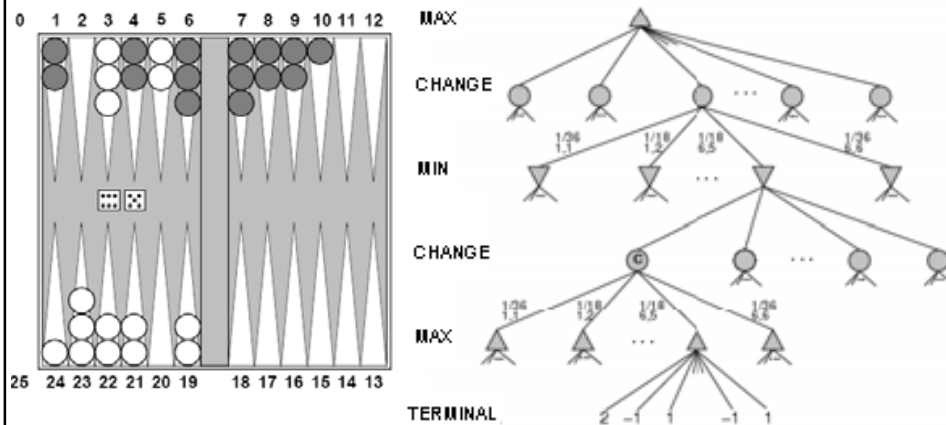 0 1 2 3 4 5 6 7 8 9 10 11 12
25 24 23 22 21 20 19 18 17 16 15 14 13
MAX
CHANGE
1/36 1/18 1/18 1/36
1,1 1,2 6,5 6,6
...
MIN
...
CHANGE
C
...
1/36 1/18 1/18 1/36
1,1 1,2 6,5 6,6
MAX
...
TERMINAL
2 -1 1 -1 1